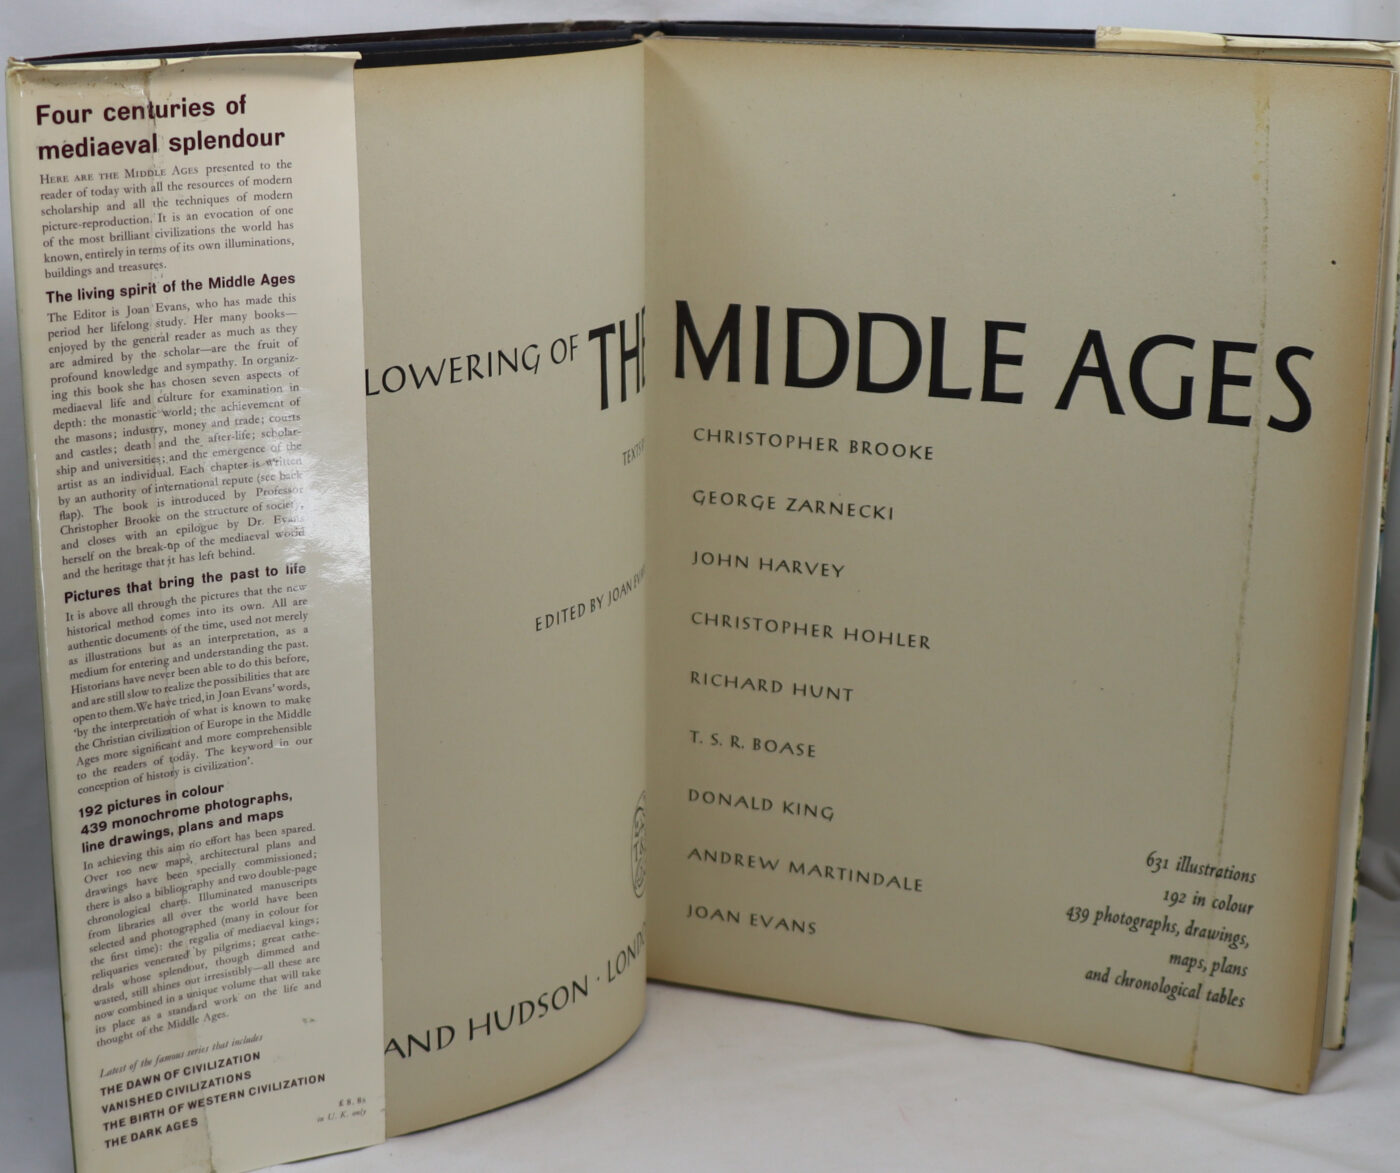 Four centuries of
mediaeval splendour
HERE ARE THE MIDDLE AGES presented to the
reader of today with all the resources of modern
scholarship and all the techniques of modern
picture-reproduction. It is an evocation of one
of the most brilliant civilizations the world has
known, entirely in terms of its own illuminations,
buildings and treasures.
The living spirit of the Middle Ages
The Editor is Joan Evans, who has made this
period her lifelong study. Her many books—
enjoyed by the general reader as much as they
are admired by the scholar—are the fruit of
profound knowledge and sympathy. In organiz-
ing this book she has chosen seven aspects of
mediaeval life and culture for examination in
depth: the monastic world; the achievement of
the masons; industry, money and trade; courts
and castles; death and the after-life; scholar-
ship and universities; and the emergence of the
artist as an individual. Each chapter is written
by an authority of international repute (see back
flap). The book is introduced by Professor
Christopher Brooke on the structure of society,
and closes with an epilogue by Dr. Evans
herself on the break-up of the mediaeval world
and the heritage that it has left behind.
Pictures that bring the past to life
It is above all through the pictures that the new
historical method comes into its own. All are
authentic documents of the time, used not merely
as illustrations but as an interpretation, as a
medium for entering and understanding the past.
Historians have never been able to do this before,
and are still slow to realize the possibilities that are
open to them. We have tried, in Joan Evans' words,
'by the interpretation of what is known to make
the Christian civilization of Europe in the Middle
Ages more significant and more comprehensible
to the readers of today. The keyword in our
conception of history is civilization'.
192 pictures in colour
439 monochrome photographs,
line drawings, plans and maps
In achieving this aim no effort has been spared.
Over 100 new maps, architectural plans and
drawings have been specially commissioned;
there is also a bibliography and two double-page
chronological charts. Illuminated manuscripts
from libraries all over the world have been
selected and photographed (many in colour for
the first time); the regalia of mediaeval kings;
reliquaries venerated by pilgrims; great cathe-
drals whose splendour, though dimmed and
wasted, still shines out irresistibly—all these are
now combined in a unique volume that will take
its place as a standard work on the life and
thought of the Middle Ages.
Latest of the famous series that includes
THE DAWN OF CIVILIZATION
VANISHED CIVILIZATIONS
THE BIRTH OF WESTERN CIVILIZATION
THE DARK AGES
£8. 8s
in U. K. only
LOWERING OF THE MIDDLE AGES
TEXTS
EDITED BY JOAN EVANS
AND HUDSON · LONDO
CHRISTOPHER BROOKE
GEORGE ZARNECKI
JOHN HARVEY
CHRISTOPHER HOHLER
RICHARD HUNT
T. S. R. BOASE
DONALD KING
ANDREW MARTINDALE
JOAN EVANS
631 illustrations
192 in colour
439 photographs, drawings,
maps, plans
and chronological tables